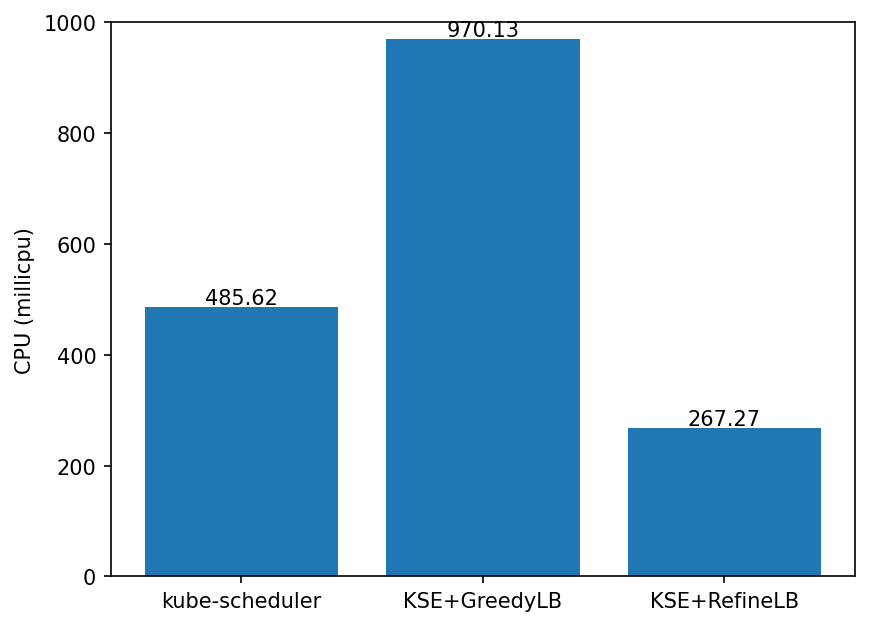 1000
970.13
800
600
CPU (millicpu)
485.62
400
267.27
200
0
kube-scheduler
KSE+GreedyLB
KSE+RefineLB